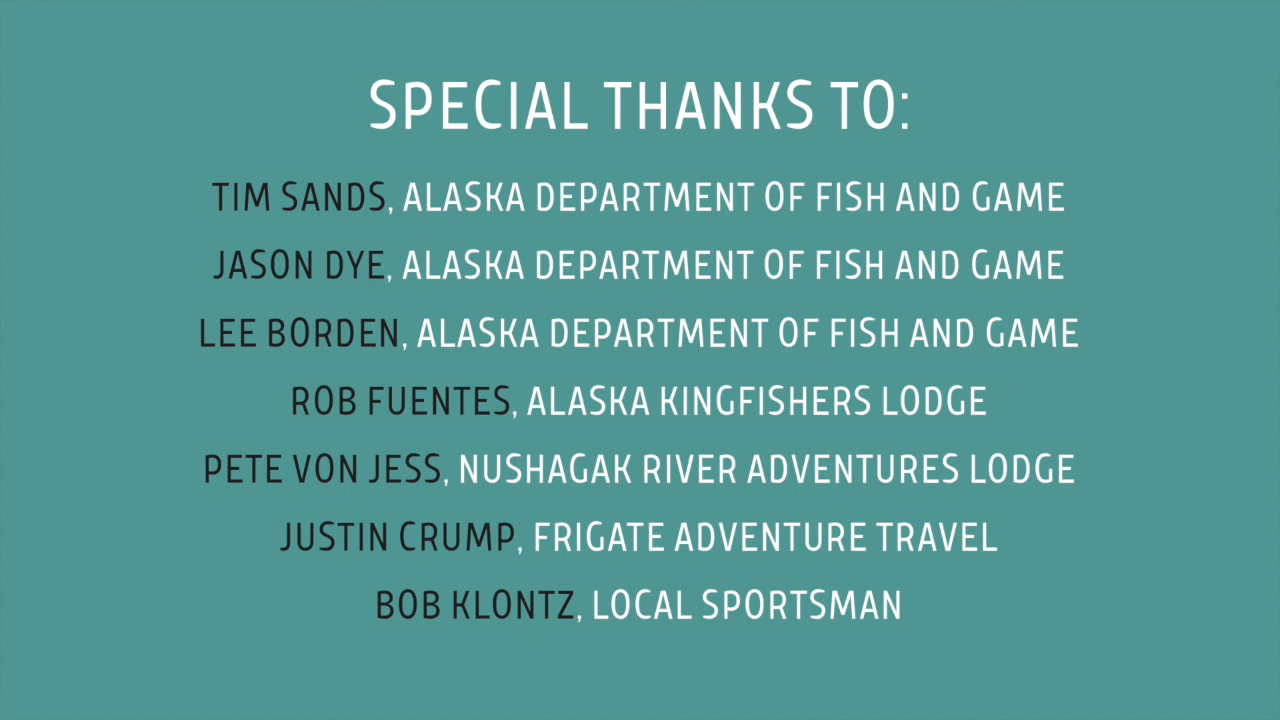 SPECIAL THANKS TO:
TIM SANDS, ALASKA DEPARTMENT OF FISH AND GAME
JASON DYE, ALASKA DEPARTMENT OF FISH AND GAME
LEE BORDEN, ALASKA DEPARTMENT OF FISH AND GAME
ROB FUENTES, ALASKA KINGFISHERS LODGE
PETE VON JESS, NUSHAGAK RIVER ADVENTURES LODGE
JUSTIN CRUMP, FRIGATE ADVENTURE TRAVEL
BOB KLONTZ, LOCAL SPORTSMAN